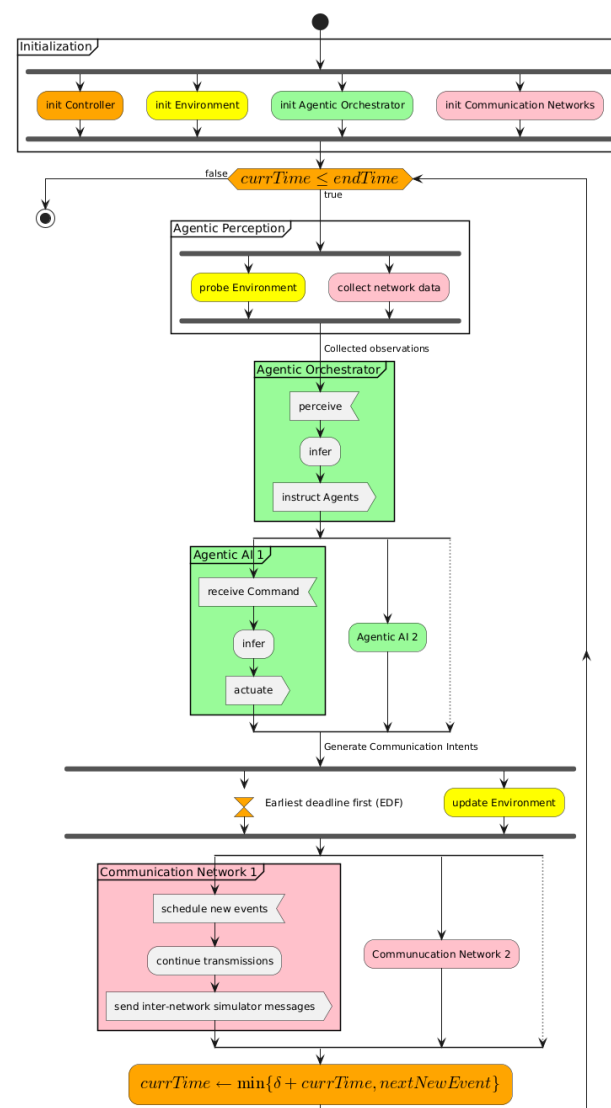 Initialization
init Controller
init Environment
init Agentic Orchestrator
init Communication Networks
false
currTime ≤ endTime
true
Agentic Perception
probe Environment
collect network data
Collected observations
Agentic Orchestrator
perceive
infer
instruct Agents
Agentic AI 1
receive Command
infer
Agentic AI 2
actuate
Generate Communication Intents
Earliest deadline first (EDF)
update Environment
Communication Network 1
schedule new events
continue transmissions
Communucation Network 2
send inter-network simulator messages
currTime ← min{δ + currTime, nextNewEvent}